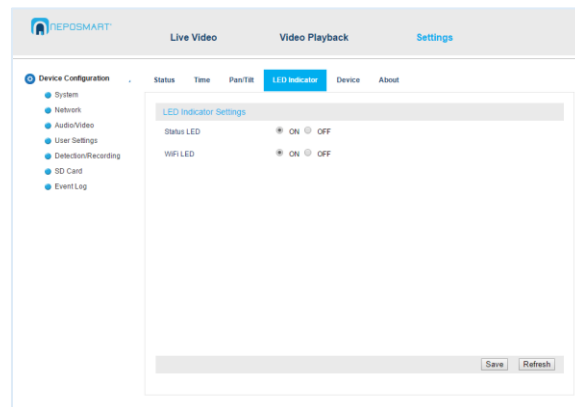 NEPOSMART
Live Video Video Playback Settings
Device Configuration
Status Time Pan/Tilt LED Indicator Device About
System
Network
Audio/Video
User Settings
Detection/Recording
SD Card
Event Log
LED Indicator Settings
Status LED ON OFF
WiFi LED ON OFF
Save Refresh